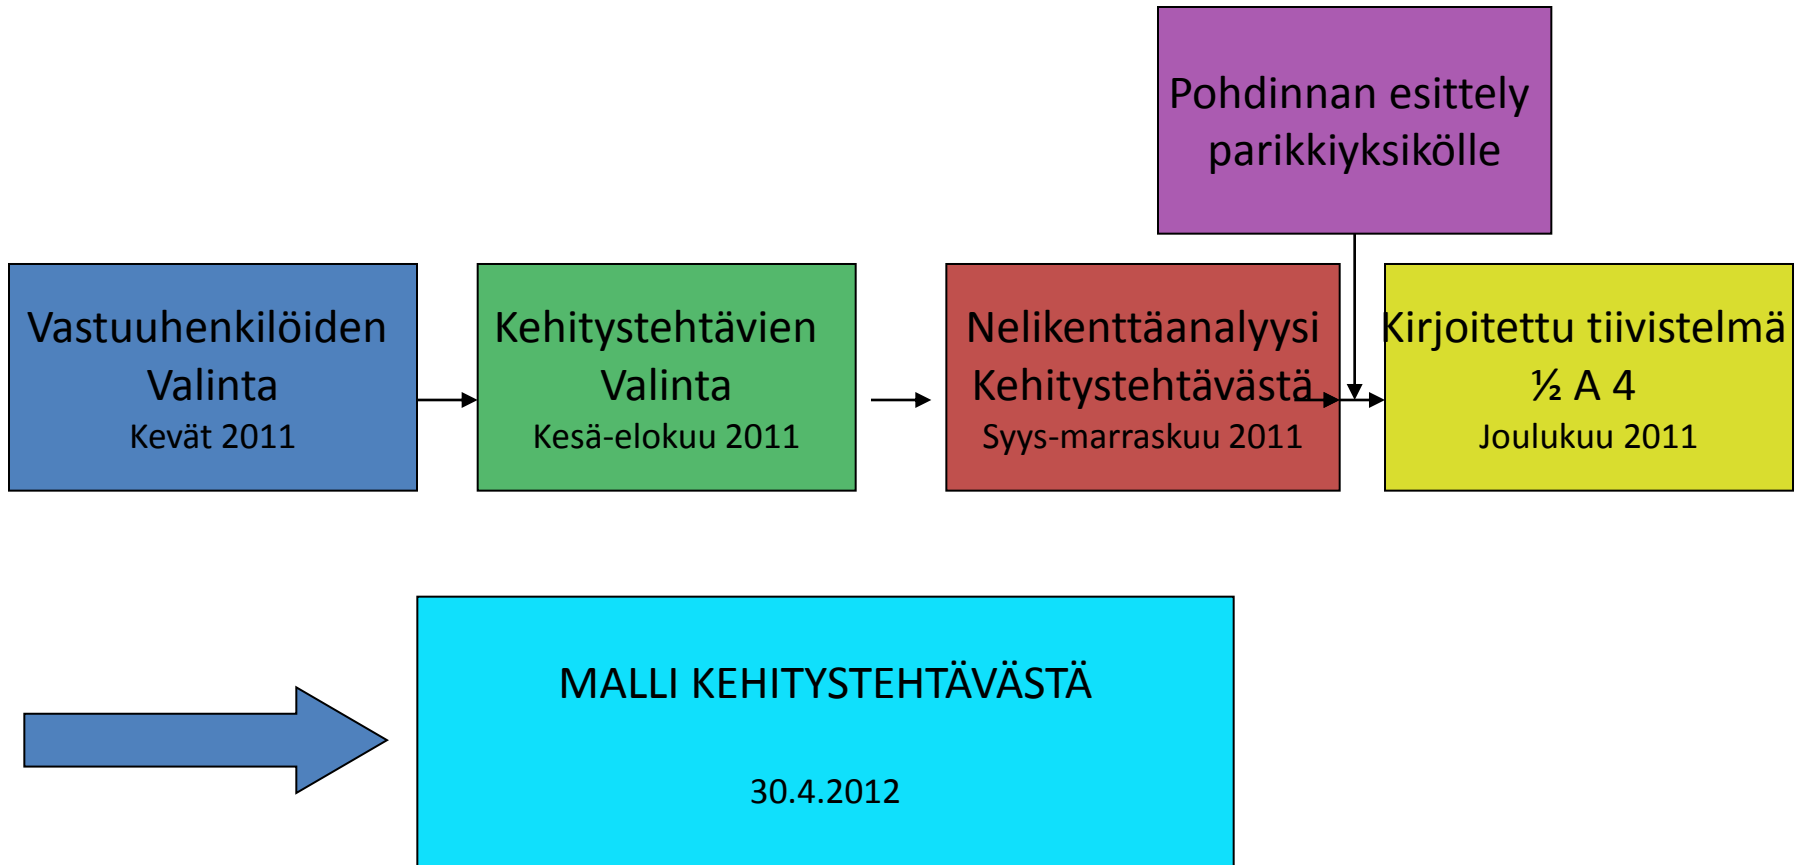 Pohdinnan esittely
parikkiyksikölle
Vastuuhenkilöiden
Valinta
Kevät 2011
Kehitystehtävien
Valinta
Kesä-elokuu 2011
Nelikenttäanalyysi
Kehitystehtävästä
Syys-marraskuu 2011
Kirjoitettu tiivistelmä
½ A 4
Joulukuu 2011
MALLI KEHITYSTEHTÄVÄSTÄ
30.4.2012